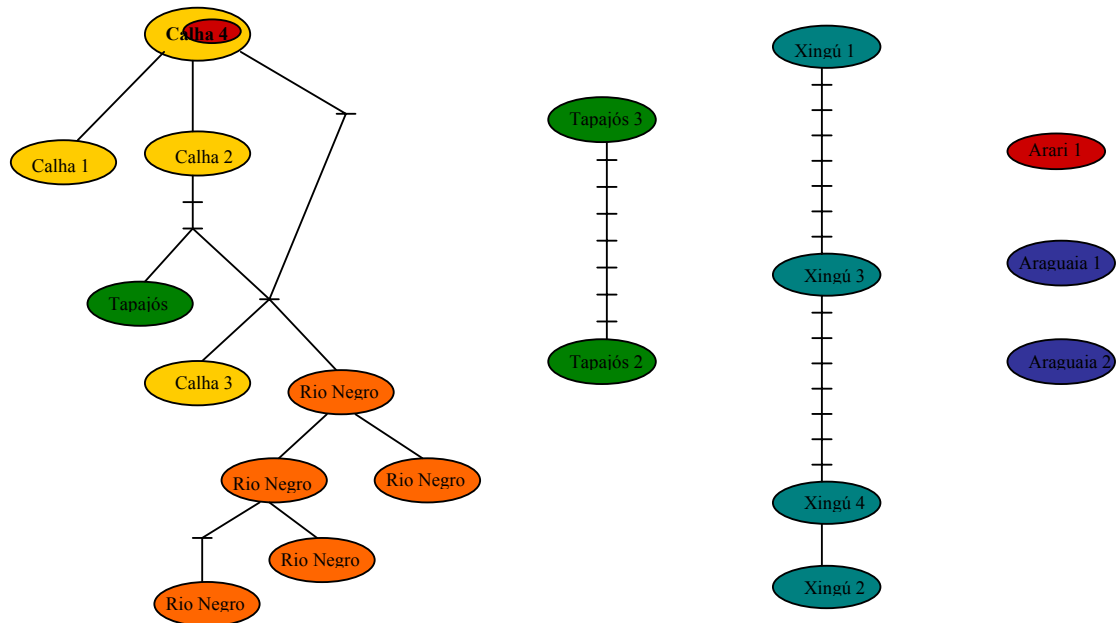 Calha 4
Xingú 1
Tapajós 3
Arari 1
Calha 1
Calha 2
Araguaia 1
Xingú 3
Tapajós
Tapajós 2
Araguaia 2
Calha 3
Rio Negro
Rio Negro
Rio Negro
Xingú 4
Rio Negro
Xingú 2
Rio Negro